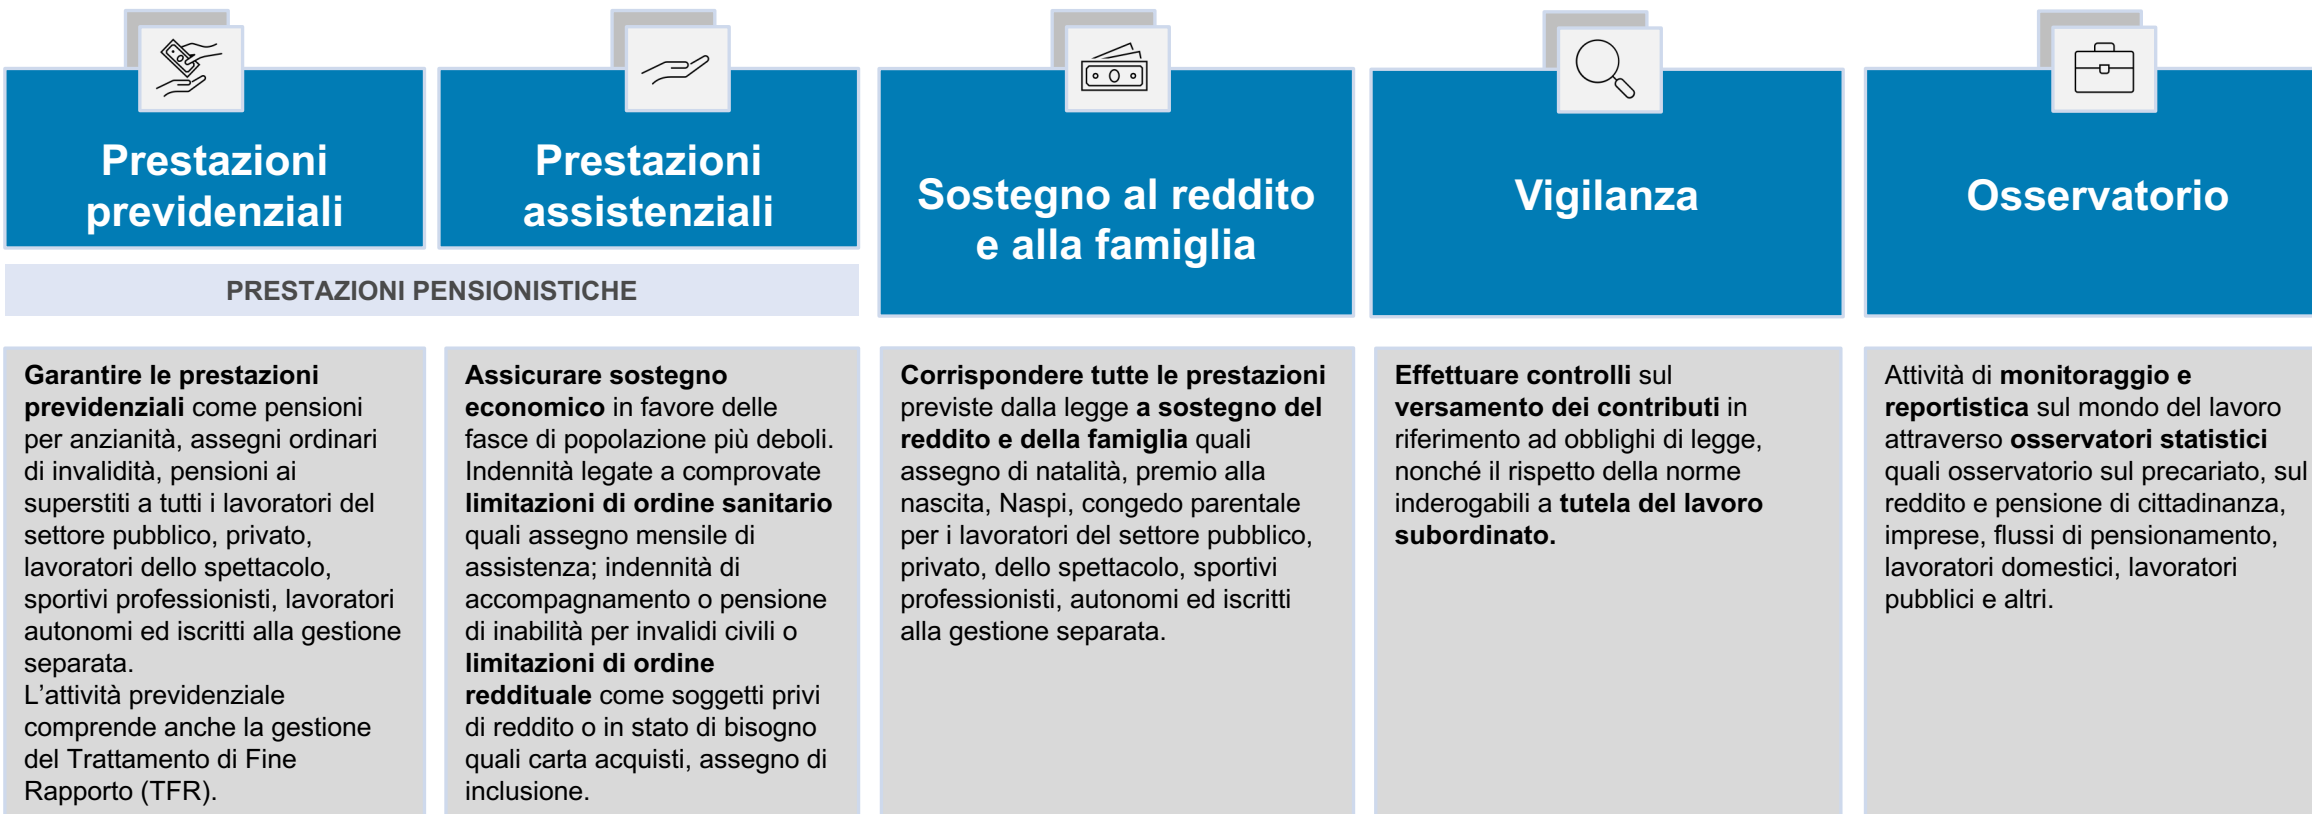 Prestazioni
previdenziali
Prestazioni
assistenziali
PRESTAZIONI PENSIONISTICHE
Sostegno al reddito
e alla famiglia
Vigilanza
Osservatorio
Garantire le prestazioni
previdenziali come pensioni
per anzianità, assegni ordinari
di invalidità, pensioni ai
superstiti a tutti i lavoratori del
settore pubblico, privato,
lavoratori dello spettacolo,
sportivi professionisti, lavoratori
autonomi ed iscritti alla gestione
separata.
L’attività previdenziale
comprende anche la gestione
del Trattamento di Fine
Rapporto (TFR).
Assicurare sostegno
economico in favore delle
fasce di popolazione più deboli.
Indennità legate a comprovate
limitazioni di ordine sanitario
quali assegno mensile di
assistenza; indennità di
accompagnamento o pensione
di inabilità per invalidi civili o
limitazioni di ordine
reddituale come soggetti privi
di reddito o in stato di bisogno
quali carta acquisti, assegno di
inclusione.
Corrispondere tutte le prestazioni
previste dalla legge a sostegno del
reddito e della famiglia quali
assegno di natalità, premio alla
nascita, Naspi, congedo parentale
per i lavoratori del settore pubblico,
privato, dello spettacolo, sportivi
professionisti, autonomi ed iscritti
alla gestione separata.
Effettuare controlli sul
versamento dei contributi in
riferimento ad obblighi di legge,
nonché il rispetto della norme
inderogabili a tutela del lavoro
subordinato.
Attività di monitoraggio e
reportistica sul mondo del lavoro
attraverso osservatori statistici
quali osservatorio sul precariato, sul
reddito e pensione di cittadinanza,
imprese, flussi di pensionamento,
lavoratori domestici, lavoratori
pubblici e altri.